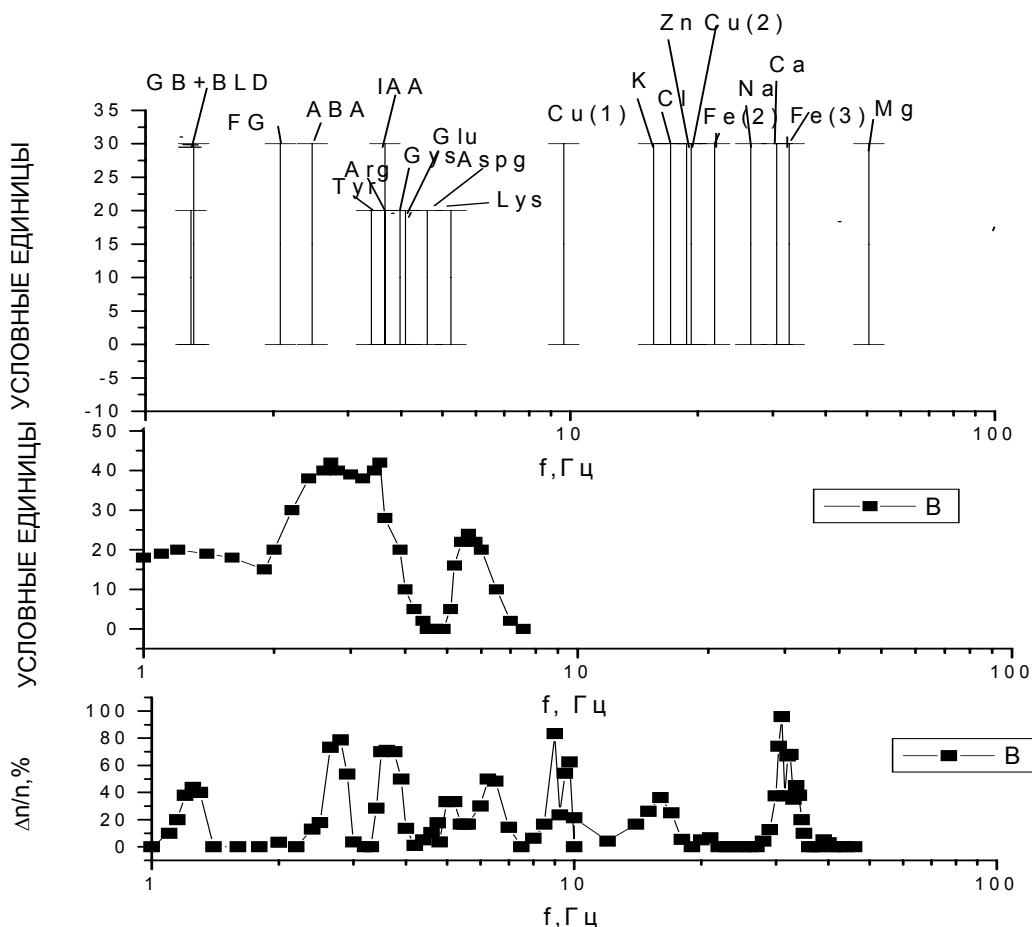 Zn Cu(2)
GB+BLD IAA K Cl Na Ca
FG ABA Cu(1) Fe(2) Fe(3) Mg
Glu
Arg Gys Aspg
Tyr Lys
УСЛОВНЫЕ ЕДИНИЦЫ
35
30
25
20
15
10
5
0
-5
-10
10 100
f,Гц
УСЛОВНЫЕ ЕДИНИЦЫ
50
40
30
20
10
0
B
1 10 100
f, Гц
Δn/n,%
100
80
60
40
20
0
B
1 10 100
f,Гц